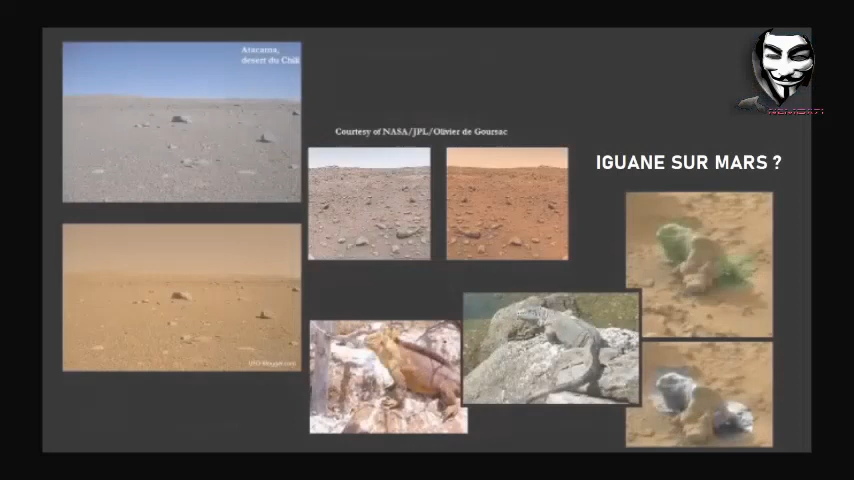 Atacama,
desert du Chili
Courtesy of NASA/JPL/Olivier de Goursac
IGUANE SUR MARS ?